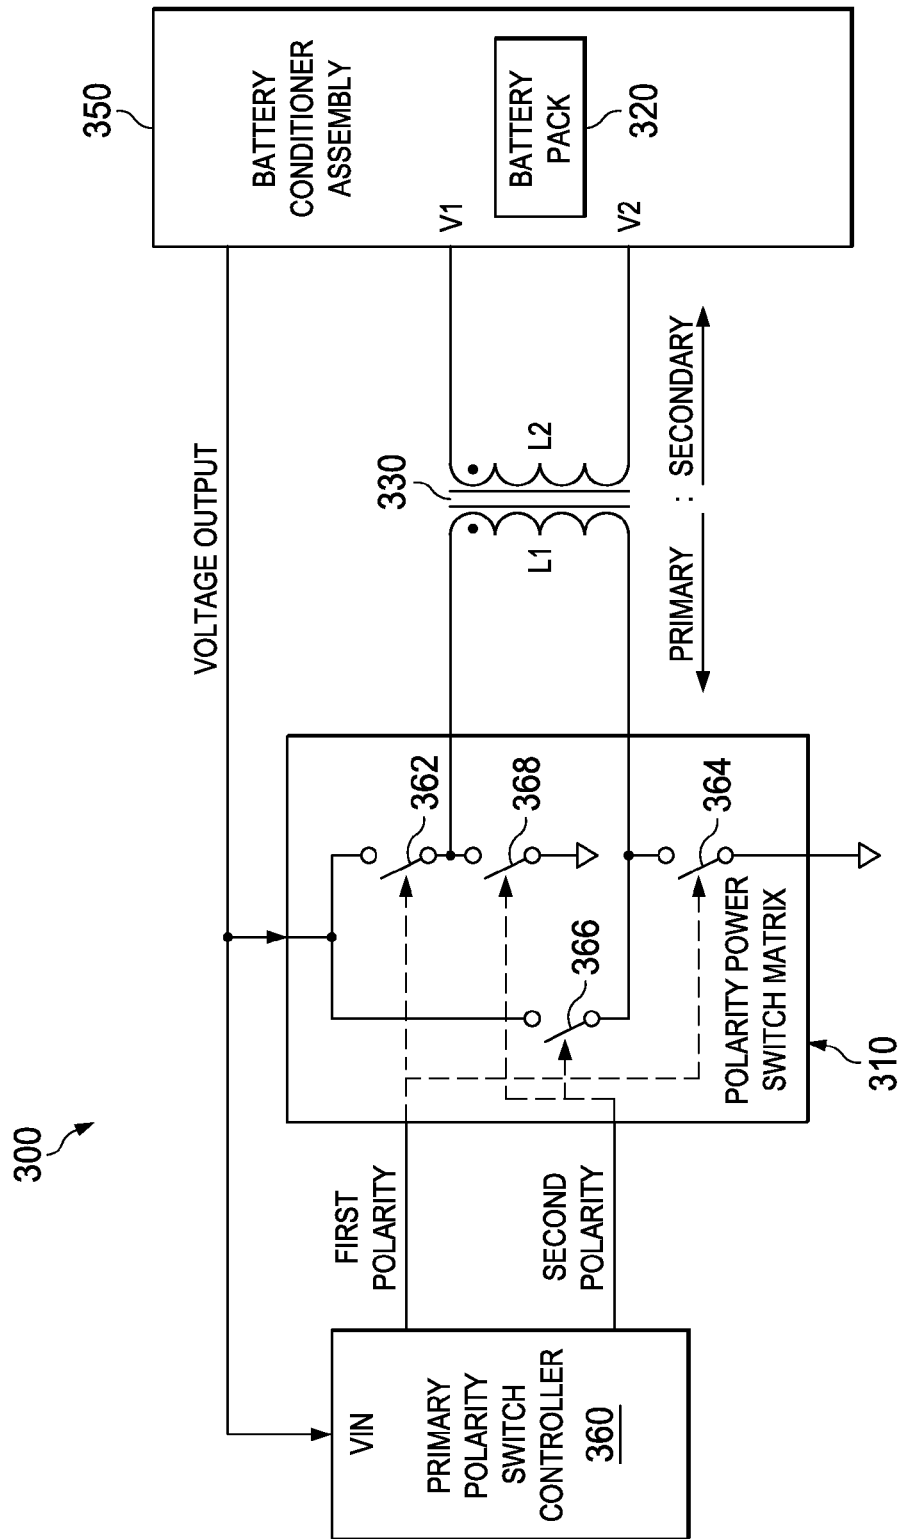 300
VOLTAGE OUTPUT
350
BATTERY
CONDITIONER
ASSEMBLY
BATTERY
PACK
320
V1
V2
VIN
PRIMARY
POLARITY
SWITCH
CONTROLLER
360
FIRST
POLARITY
SECOND
POLARITY
362
368
366
364
POLARITY POWER
SWITCH MATRIX
310
330
L1
L2
PRIMARY : SECONDARY